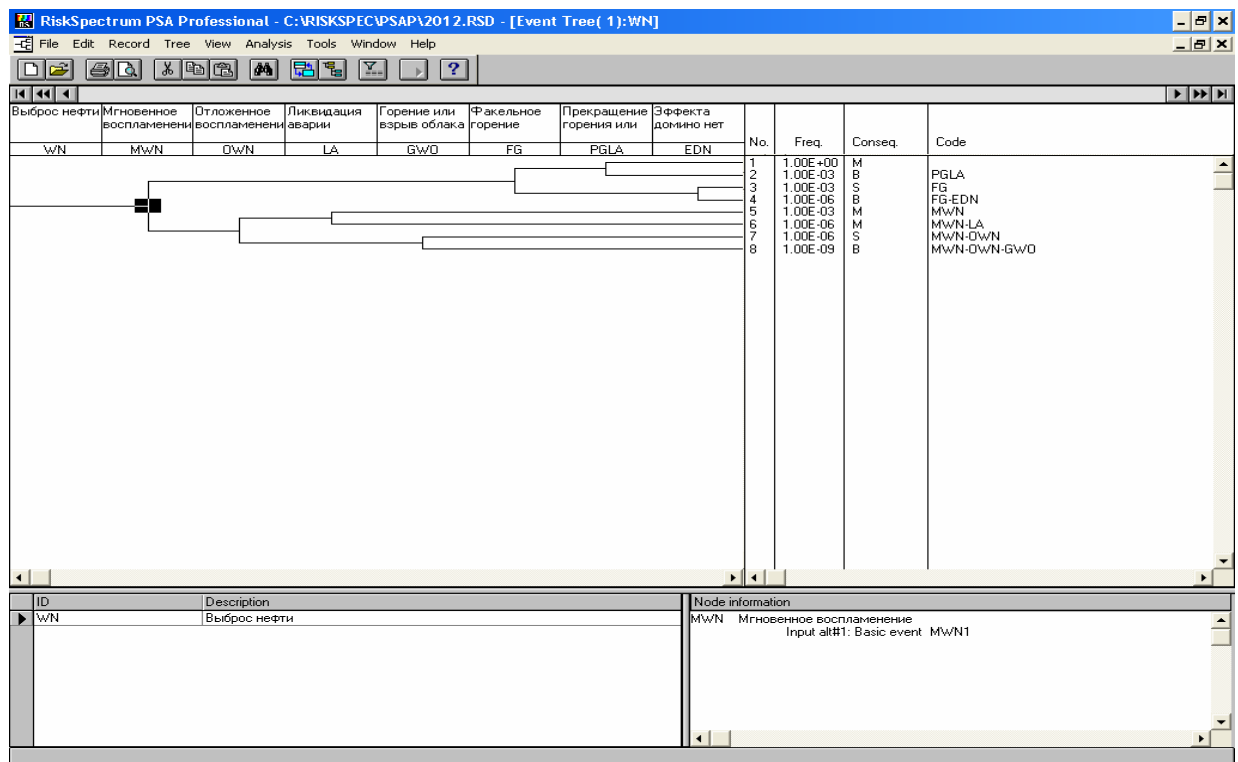 RiskSpectrum PSA Professional - C:\RISKSPEC\PSAP\2012.RSD - [Event Tree( 1):WN]
File Edit Record Tree View Analysis Tools Window Help
Выброс нефти Мгновенное Отложенное Ликвидация Горение или Факельное Прекращение Эффекта
воспламенени воспламенени аварии взрыв облака горение горения или домино нет
WN MWN OWN LA GWO FG PGLA EDN No. Freq. Conseq. Code
1 1.00E+00 M
2 1.00E-03 B PGLA
3 1.00E-03 S FG
4 1.00E-06 B FG-EDN
5 1.00E-03 M MWN
6 1.00E-06 M MWN-LA
7 1.00E-06 S MWN-OWN
8 1.00E-09 B MWN-OWN-GWO
ID Description
WN Выброс нефти
Node information
MWN Мгновенное воспламенение
Input alt#1: Basic event MWN1